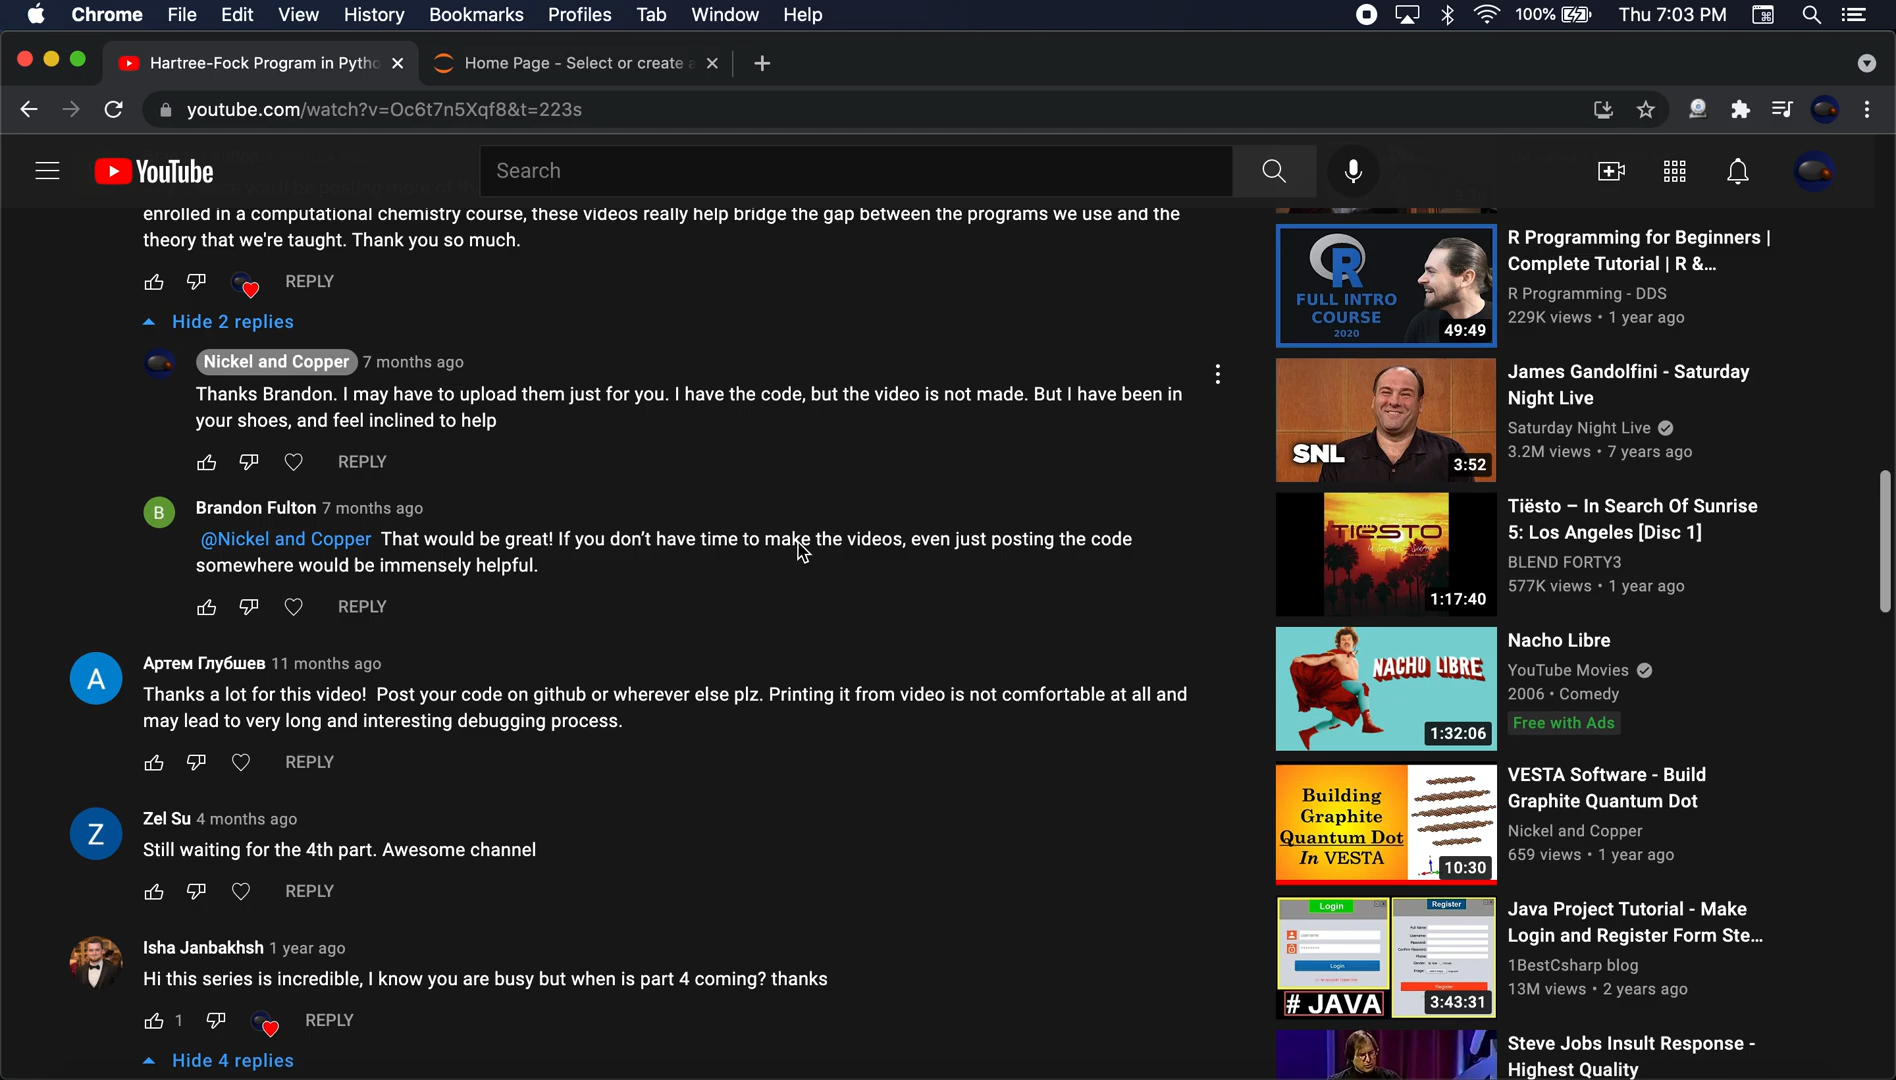 Chrome File Edit View History Bookmarks Profiles Tab Window Help 100% Thu 7:03 PM
Hartree-Fock Program in Pytho Home Page - Select or create a
youtube.com/watch?v=Oc6t7n5Xqf8&t=223s
YouTube Search
enrolled in a computational chemistry course, these videos really help bridge the gap between the programs we use and the
theory that we're taught. Thank you so much.
REPLY
Hide 2 replies
Nickel and Copper 7 months ago
Thanks Brandon. I may have to upload them just for you. I have the code, but the video is not made. But I have been in
your shoes, and feel inclined to help
REPLY
B
Brandon Fulton 7 months ago
@Nickel and Copper That would be great! If you don't have time to make the videos, even just posting the code
somewhere would be immensely helpful.
REPLY
A
Артем Глубшев 11 months ago
Thanks a lot for this video! Post your code on github or wherever else plz. Printing it from video is not comfortable at all and
may lead to very long and interesting debugging process.
REPLY
Z
Zel Su 4 months ago
Still waiting for the 4th part. Awesome channel
REPLY
Isha Janbakhsh 1 year ago
Hi this series is incredible, I know you are busy but when is part 4 coming? thanks
1 REPLY
Hide 4 replies
R
FULL INTRO
COURSE
2020
49:49
R Programming for Beginners |
Complete Tutorial | R &...
R Programming - DDS
229K views • 1 year ago
SNL
3:52
James Gandolfini - Saturday
Night Live
Saturday Night Live
3.2M views • 7 years ago
TIËSTO
1:17:40
Tiësto – In Search Of Sunrise
5: Los Angeles [Disc 1]
BLEND FORTY3
577K views • 1 year ago
NACHO LIBRE
1:32:06
Nacho Libre
YouTube Movies
2006 • Comedy
Free with Ads
Building
Graphite
Quantum Dot
In VESTA
10:30
VESTA Software - Build
Graphite Quantum Dot
Nickel and Copper
659 views • 1 year ago
Login
Register
Login
# JAVA
3:43:31
Java Project Tutorial - Make
Login and Register Form Ste...
1BestCsharp blog
13M views • 2 years ago
Steve Jobs Insult Response -
Highest Quality